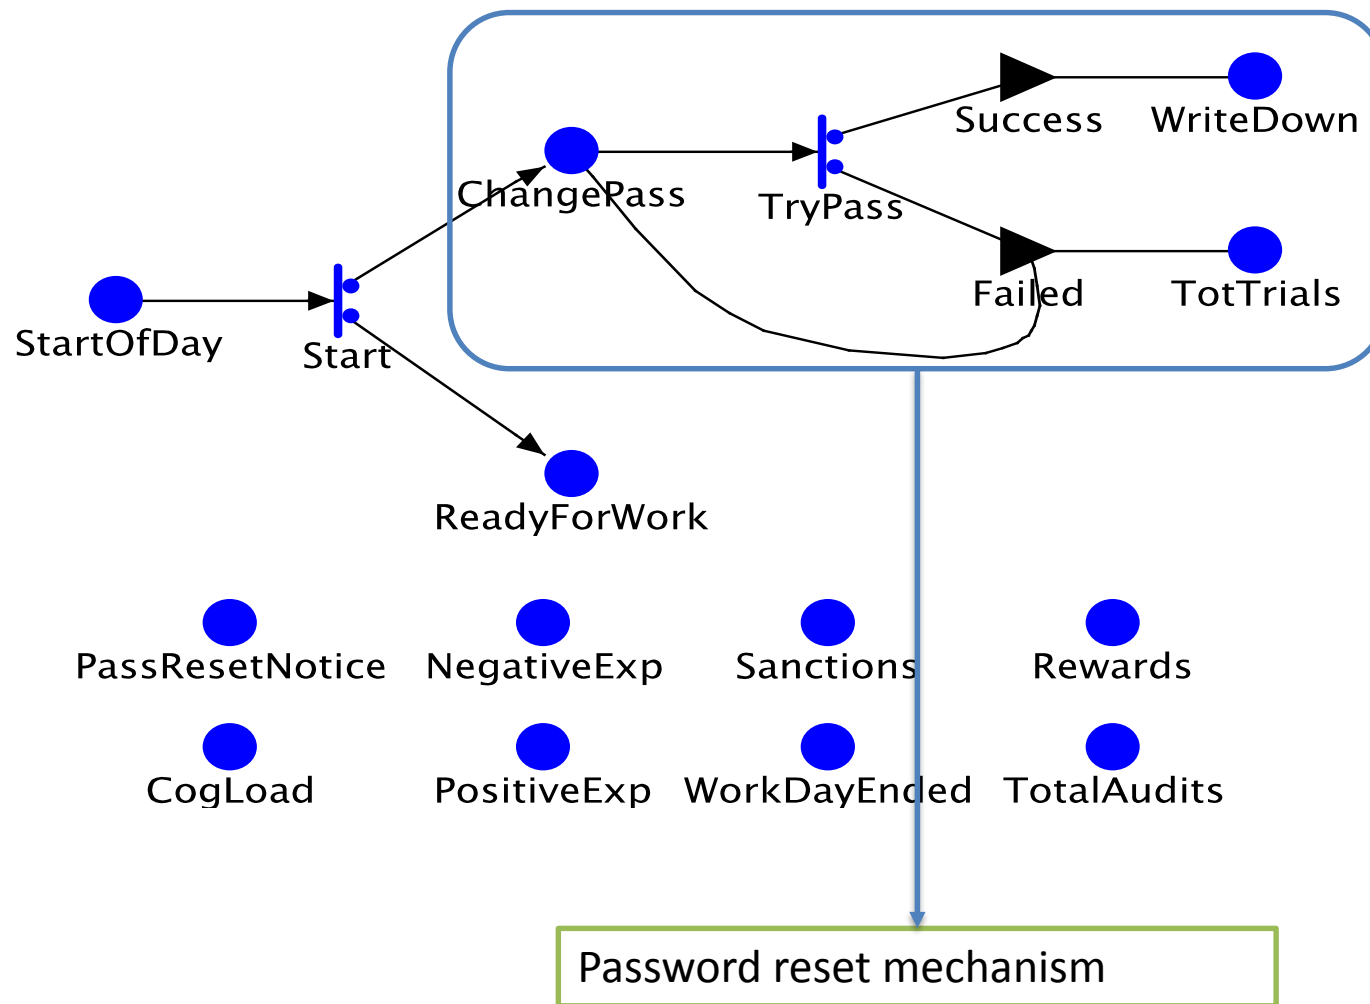 Success
WriteDown
ChangePass
TryPass
Failed
TotTrials
StartOfDay
Start
ReadyForWork
PassResetNotice
NegativeExp
Sanctions
Rewards
CogLoad
PositiveExp
WorkDayEnded
TotalAudits
Password reset mechanism